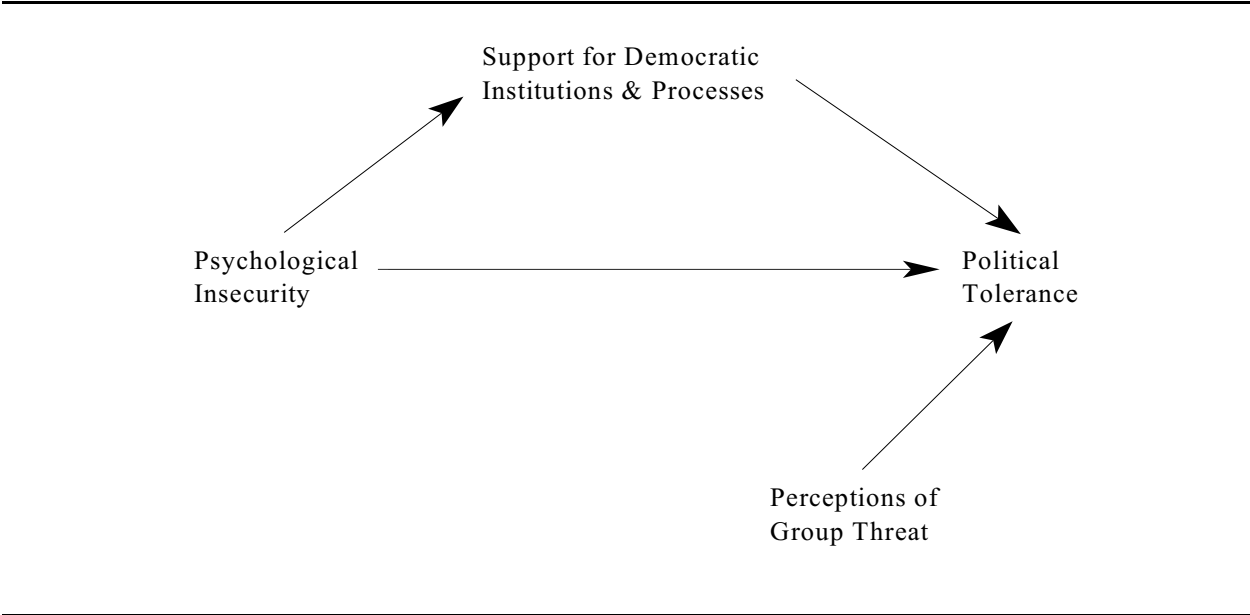 Support for Democratic
Institutions & Processes
Psychological
Insecurity
Political
Tolerance
Perceptions of
Group Threat